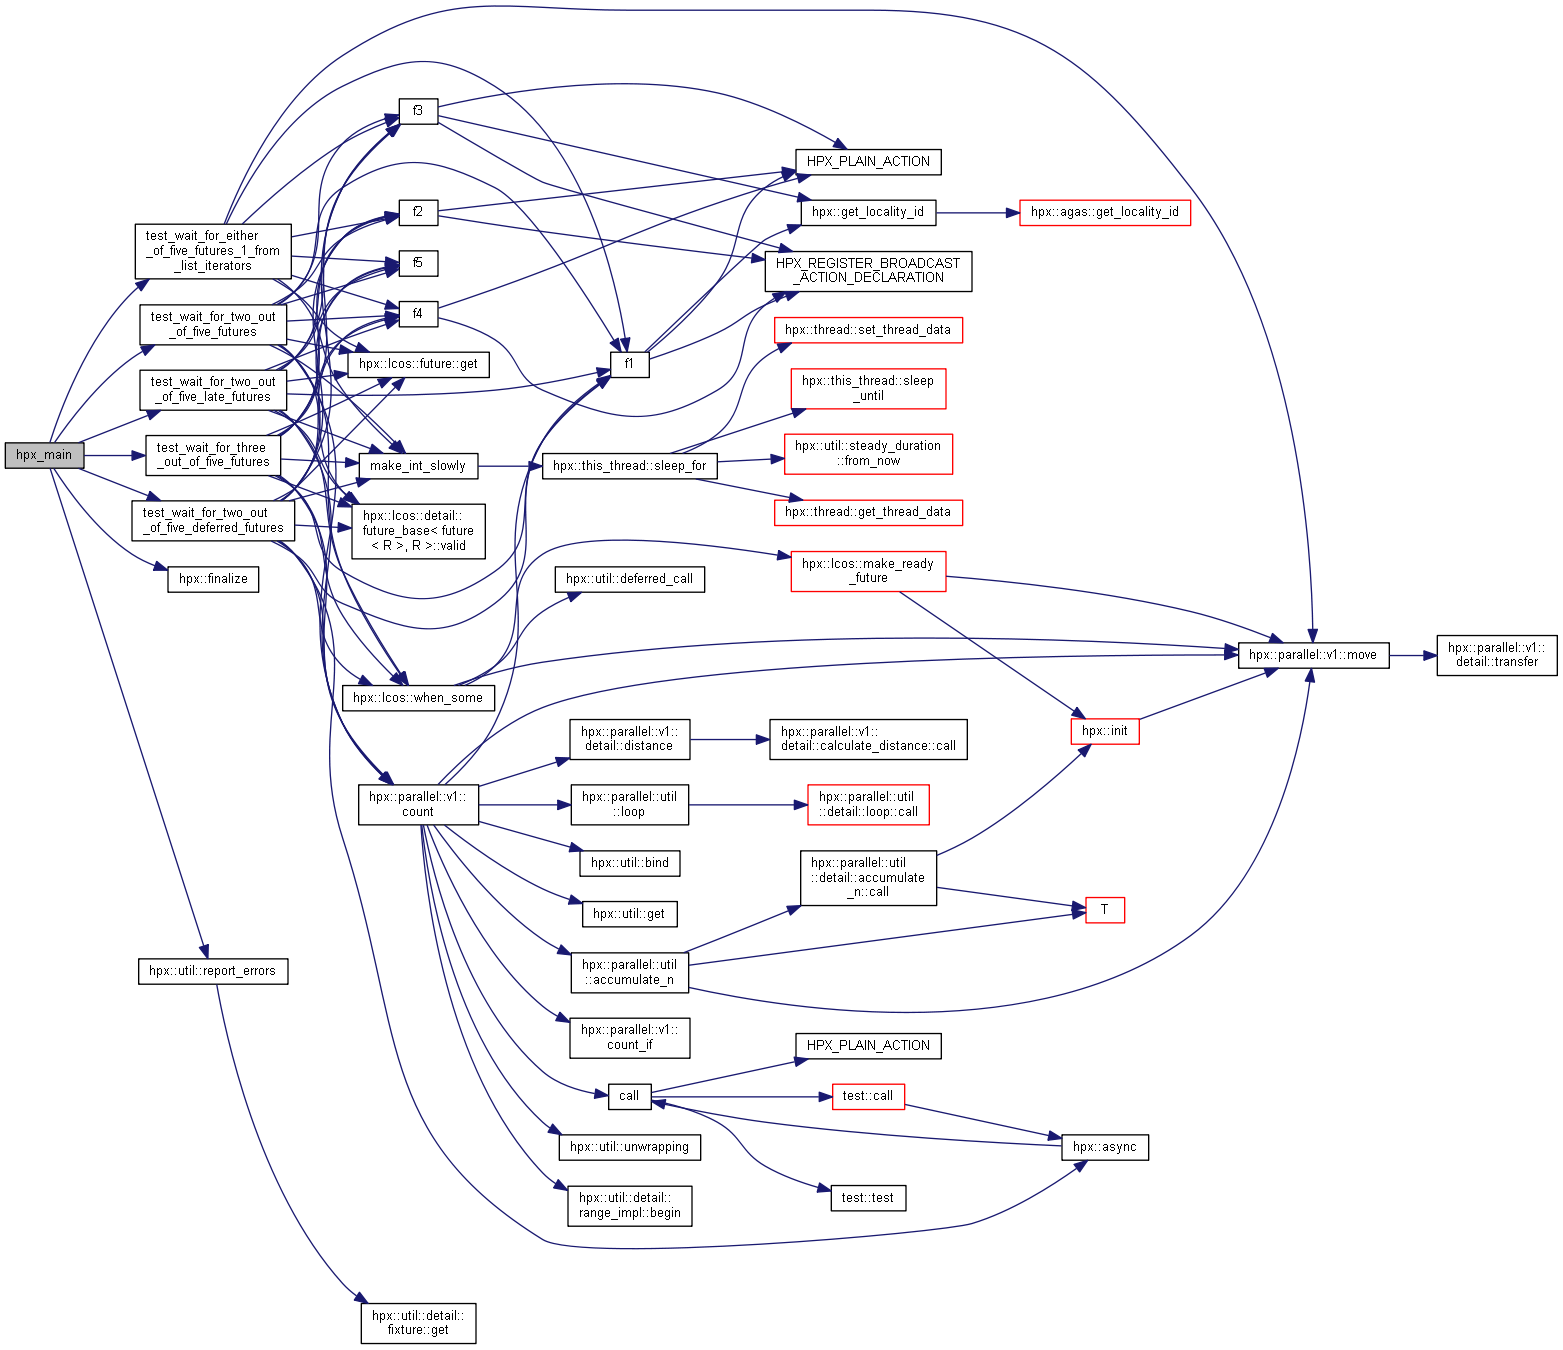 hpx_main
test_wait_for_either
_of_five_futures_1_from
_list_iterators
test_wait_for_two_out
_of_five_futures
test_wait_for_two_out
_of_five_late_futures
test_wait_for_three
_out_of_five_futures
test_wait_for_two_out
_of_five_deferred_futures
hpx::finalize
hpx::util::report_errors
f3
f2
f5
f4
hpx::lcos::future::get
make_int_slowly
hpx::lcos::detail::
future_base< future
< R >, R >::valid
hpx::lcos::when_some
hpx::parallel::v1::
count
hpx::util::detail::
fixture::get
f1
hpx::this_thread::sleep_for
hpx::util::deferred_call
hpx::parallel::v1::
detail::distance
hpx::parallel::util
::loop
hpx::util::bind
hpx::util::get
hpx::parallel::util
::accumulate_n
hpx::parallel::v1::
count_if
call
hpx::util::unwrapping
hpx::util::detail::
range_impl::begin
HPX_PLAIN_ACTION
hpx::get_locality_id
HPX_REGISTER_BROADCAST
_ACTION_DECLARATION
hpx::thread::set_thread_data
hpx::this_thread::sleep
_until
hpx::util::steady_duration
::from_now
hpx::thread::get_thread_data
hpx::lcos::make_ready
_future
hpx::parallel::v1::
detail::calculate_distance::call
hpx::parallel::util
::detail::loop::call
hpx::parallel::util
::detail::accumulate
_n::call
HPX_PLAIN_ACTION
test::call
test::test
hpx::agas::get_locality_id
hpx::init
T
hpx::async
hpx::parallel::v1::move
hpx::parallel::v1::
detail::transfer